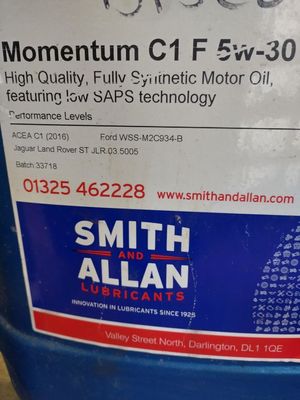 Momentum C1 F 5w-30
High Quality, Fully Synthetic Motor Oil,
featuring low SAPS technology
Performance Levels
ACEA C1 (2016) Ford WSS-M2C934-B
Jaguar Land Rover ST JLR.03.5005
Batch 33718
01325 462228 www.smithandallan.com
SMITH
AND
ALLAN
LUBRICANTS
INNOVATION IN LUBRICANTS SINCE 1925
Valley Street North, Darlington, DL1 1QE